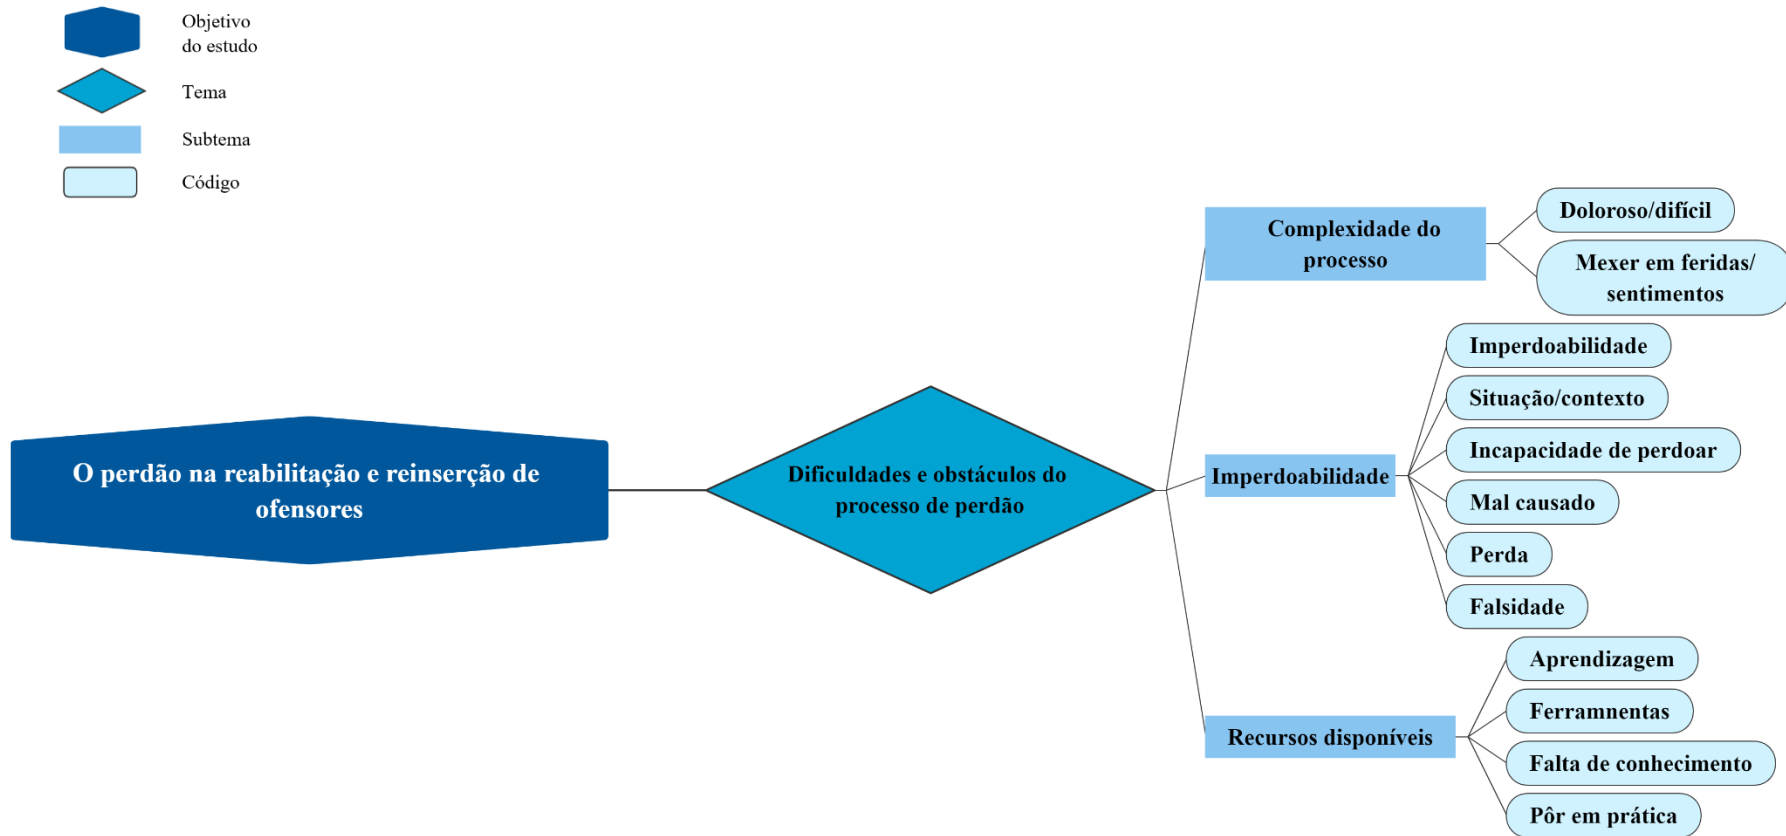 Objetivo
do estudo
Tema
Subtema
Código
O perdão na reabilitação e reinserção de
ofensores
Dificuldades e obstáculos do
processo de perdão
Complexidade do
processo
Doloroso/difícil
Mexer em feridas/
sentimentos
Imperdoabilidade
Imperdoabilidade
Situação/contexto
Incapacidade de perdoar
Mal causado
Perda
Falsidade
Recursos disponíveis
Aprendizagem
Ferramnentas
Falta de conhecimento
Pôr em prática